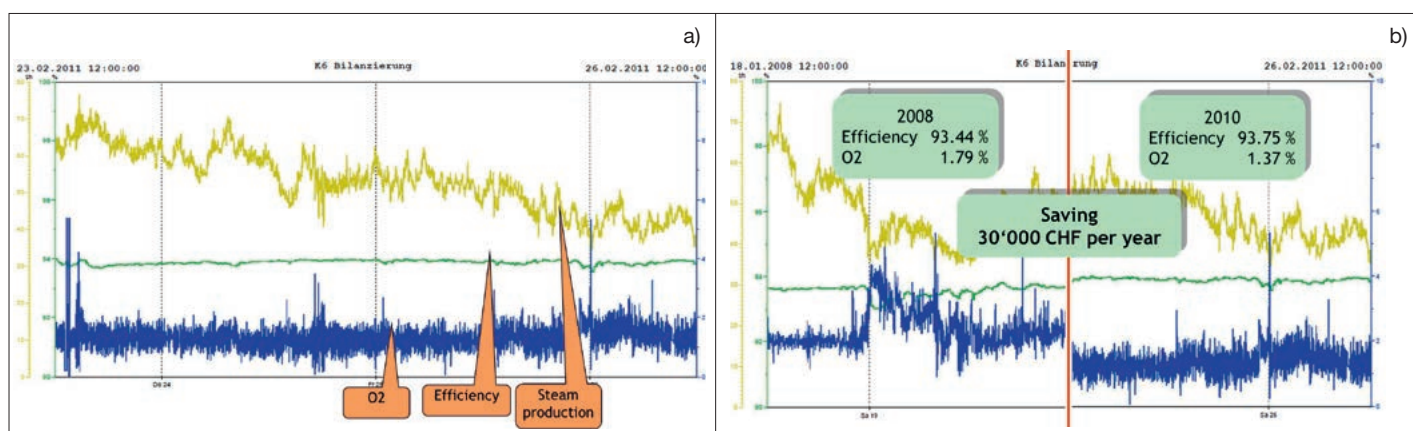 a)
23.02.2011 12:00:00 K6 Bilanzierung 26.02.2011 12:00:00
O2
Efficiency
Steam
production
b)
18.01.2008 12:00:00 K6 Bilanzierung 26.02.2011 12:00:00
2008
Efficiency 93.44 %
O2 1.79 %
2010
Efficiency 93.75 %
O2 1.37 %
Saving
30‘000 CHF per year